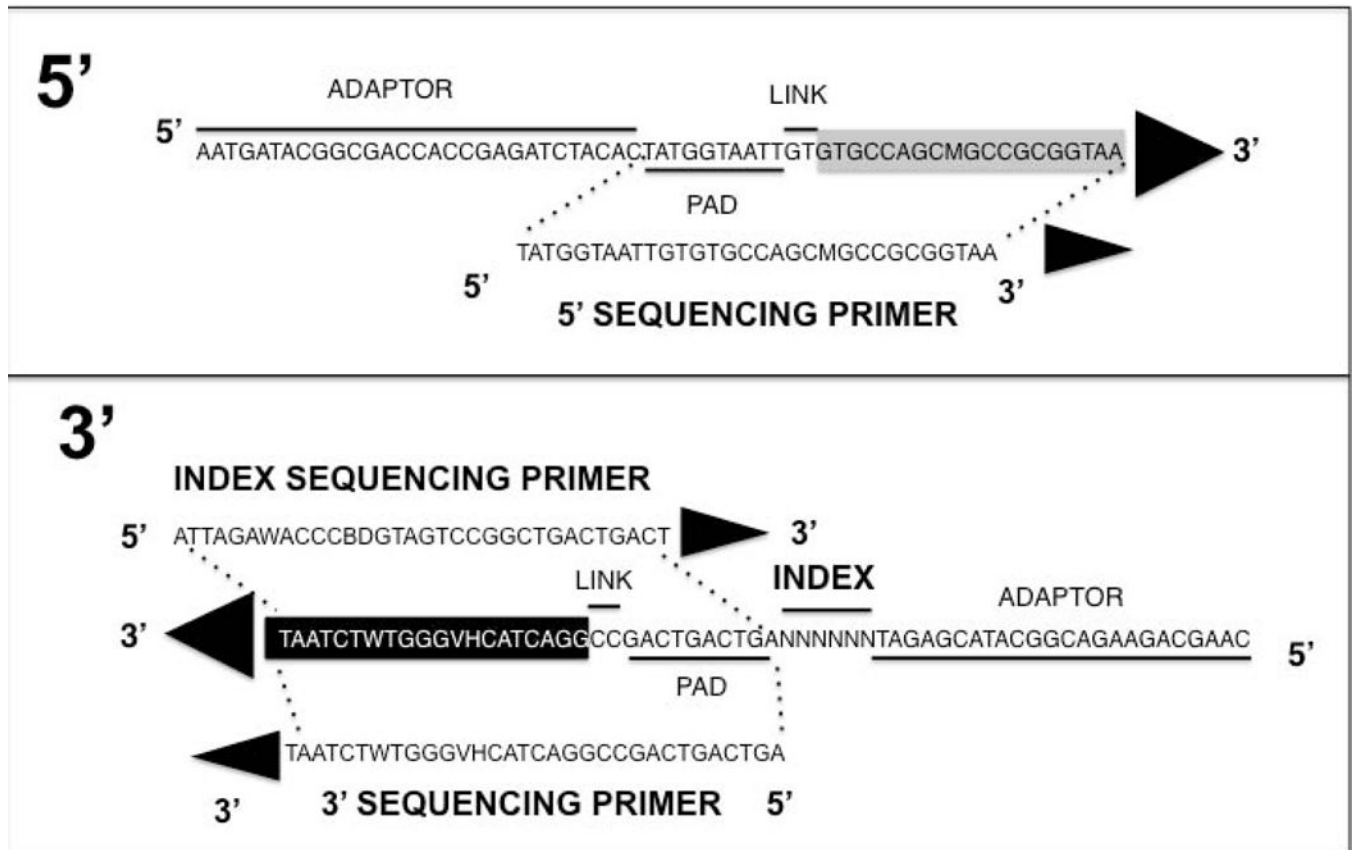 5’
ADAPTOR
LINK
5’ AATGATACGGCGACCACCGAGATCTACACTATGGTAATTGTGTGCCAGCMGCCGCGGTAA 3’
PAD
TATGGTAATTGTGTGCCAGCMGCCGCGGTAA
5’ 3’
5’ SEQUENCING PRIMER
3’
INDEX SEQUENCING PRIMER
5’ ATTAGAWACCCBDGTAGTCCGGCTGACTGACT 3’
LINK INDEX ADAPTOR
3’ TAATCTWTGGGVHCATCAGGCCGACTGACTGANNNNNNTAGAGCATACGGCAGAAGACGAAC 5’
PAD
TAATCTWTGGGVHCATCAGGCCGACTGACTGA
3’ 3’ SEQUENCING PRIMER 5’